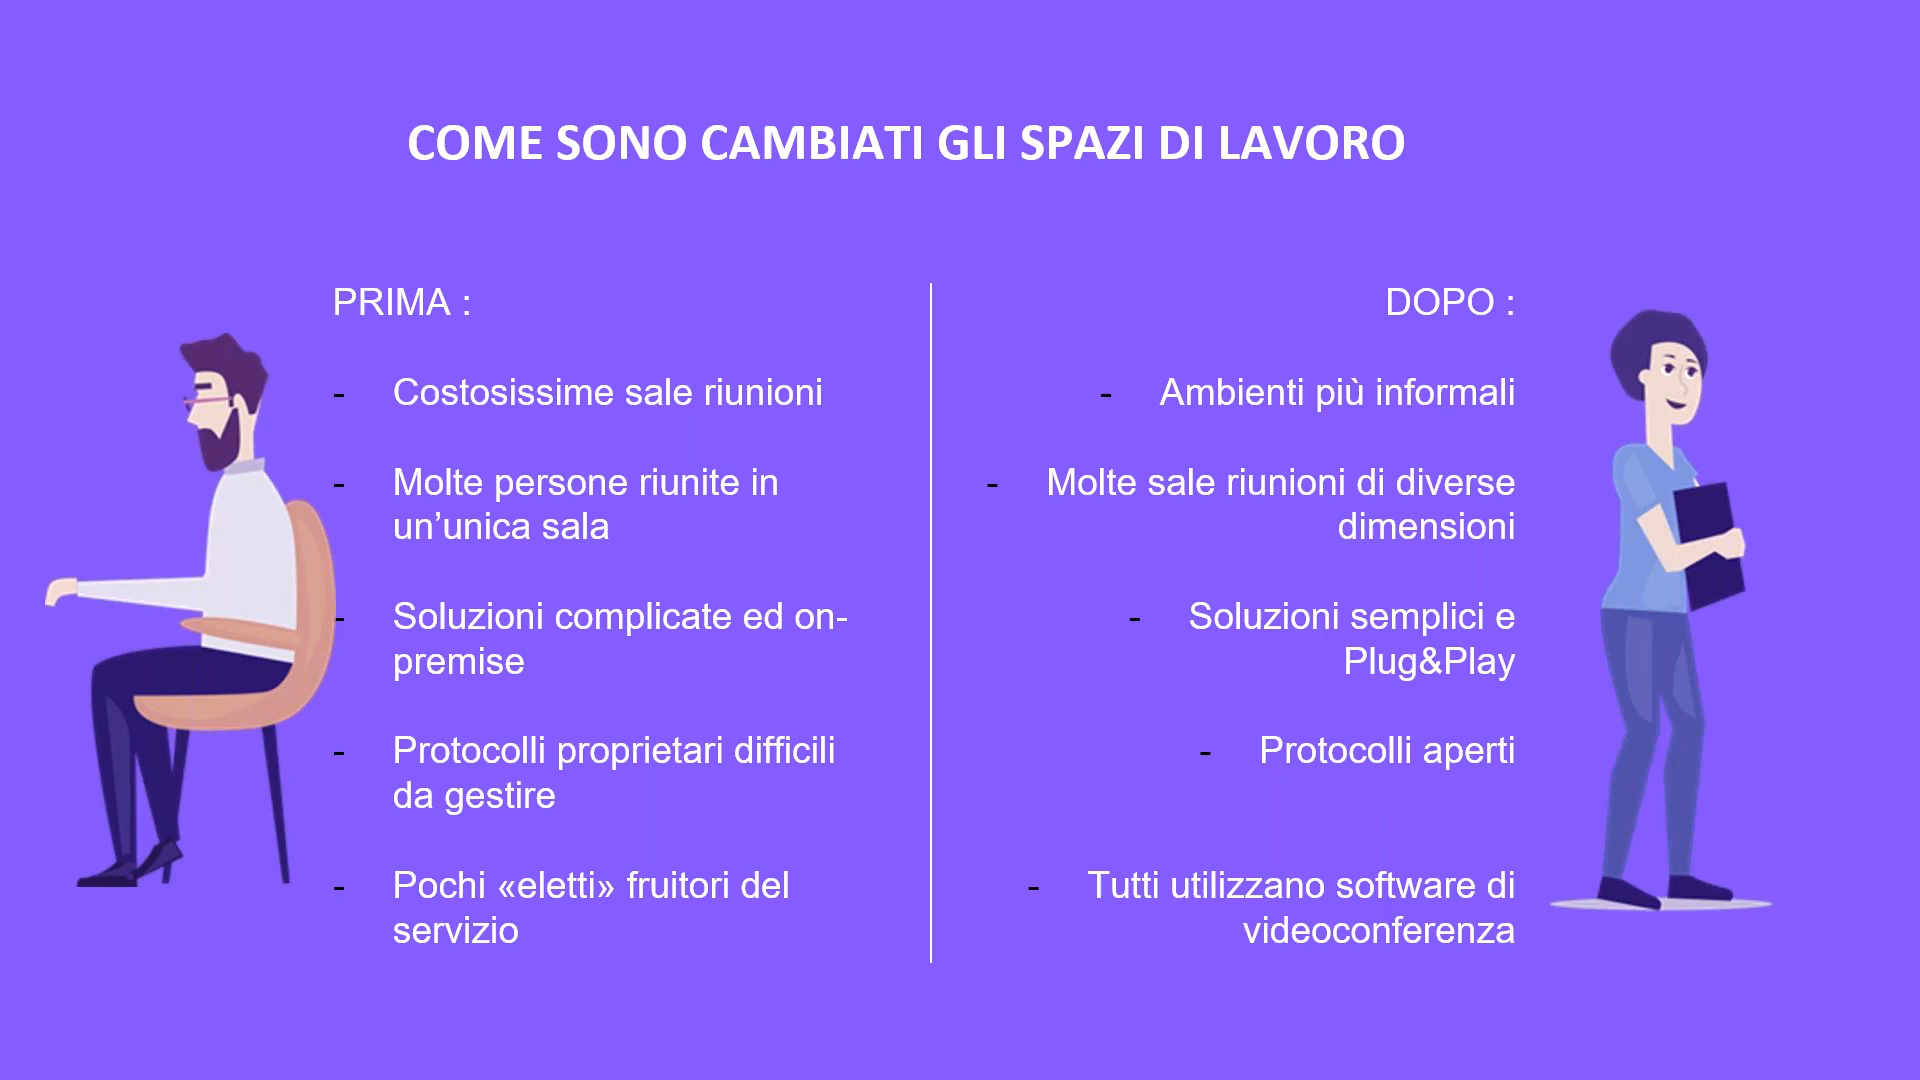 COME SONO CAMBIATI GLI SPAZI DI LAVORO
PRIMA :
- Costosissime sale riunioni
- Molte persone riunite in
un’unica sala
- Soluzioni complicate ed on-
premise
- Protocolli proprietari difficili
da gestire
- Pochi «eletti» fruitori del
servizio
DOPO :
- Ambienti più informali
- Molte sale riunioni di diverse
dimensioni
- Soluzioni semplici e
Plug&Play
- Protocolli aperti
- Tutti utilizzano software di
videoconferenza